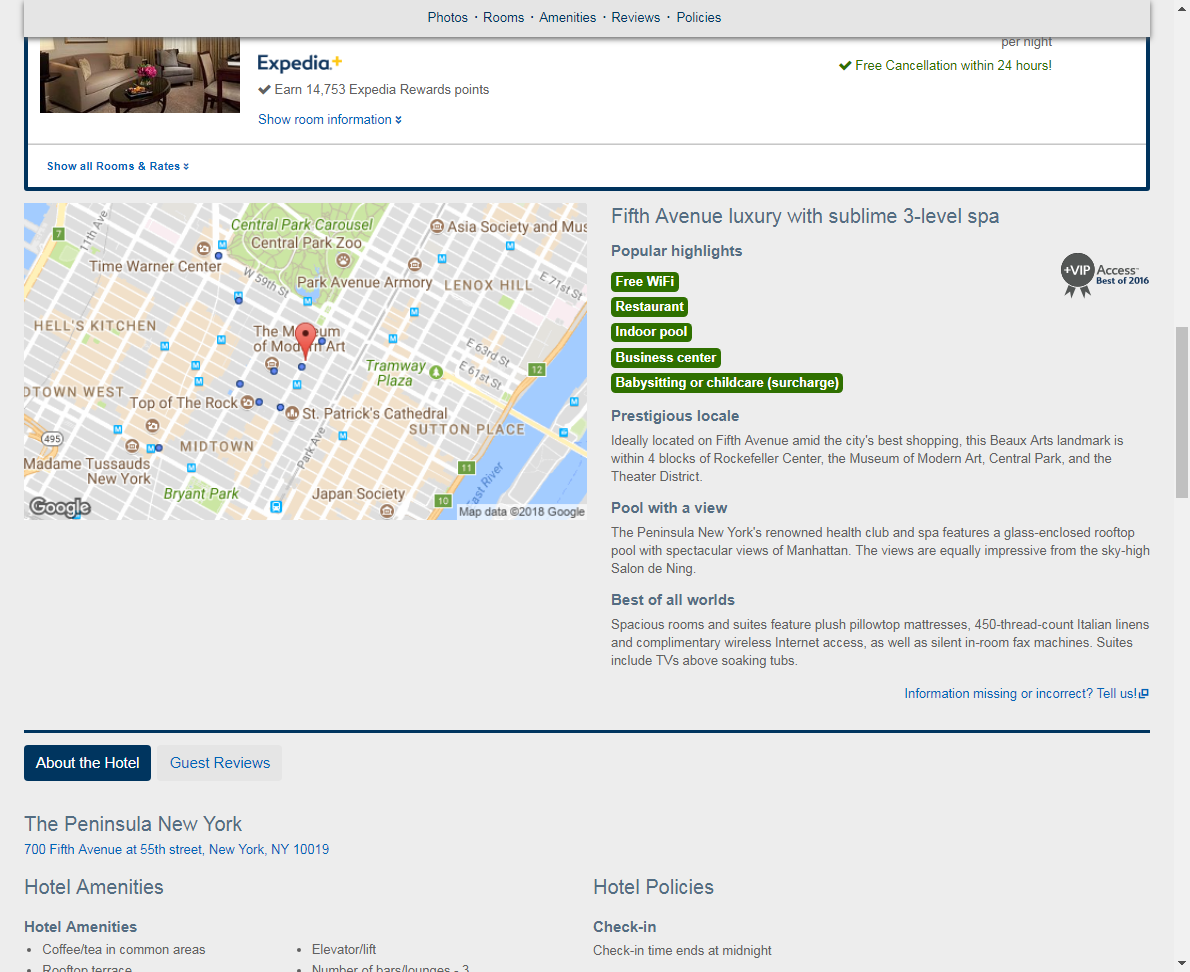 Photos · Rooms · Amenities · Reviews · Policies
per night
Expedia+
Free Cancellation within 24 hours!
Earn 14,753 Expedia Rewards points
Show room information
Show all Rooms & Rates
7
11th Ave
Central Park Carousel
Central Park Zoo
Asia Society and Mus
Time Warner Center
W 59th St
Park Avenue Armory
LENOX HILL
E 71st St
HELL'S KITCHEN
The Museum
of Modern Art
E 63rd St
E 61st St
Tramway
Plaza
12
DTOWN WEST
Top of The Rock
St. Patrick's Cathedral
SUTTON PLACE
495
MIDTOWN
Park Ave
Madame Tussauds
New York
11
Bryant Park
Japan Society
10
East River
Google
Map data ©2018 Google
Fifth Avenue luxury with sublime 3-level spa
Popular highlights
+VIP Access
Best of 2016
Free WiFi
Restaurant
Indoor pool
Business center
Babysitting or childcare (surcharge)
Prestigious locale
Ideally located on Fifth Avenue amid the city's best shopping, this Beaux Arts landmark is
within 4 blocks of Rockefeller Center, the Museum of Modern Art, Central Park, and the
Theater District.
Pool with a view
The Peninsula New York's renowned health club and spa features a glass-enclosed rooftop
pool with spectacular views of Manhattan. The views are equally impressive from the sky-high
Salon de Ning.
Best of all worlds
Spacious rooms and suites feature plush pillowtop mattresses, 450-thread-count Italian linens
and complimentary wireless Internet access, as well as silent in-room fax machines. Suites
include TVs above soaking tubs.
Information missing or incorrect? Tell us!
About the Hotel
Guest Reviews
The Peninsula New York
700 Fifth Avenue at 55th street, New York, NY 10019
Hotel Amenities
Hotel Policies
Hotel Amenities
Check-in
• Coffee/tea in common areas
• Elevator/lift
Check-in time ends at midnight
• Rooftop terrace
• Number of bars/lounges - 3